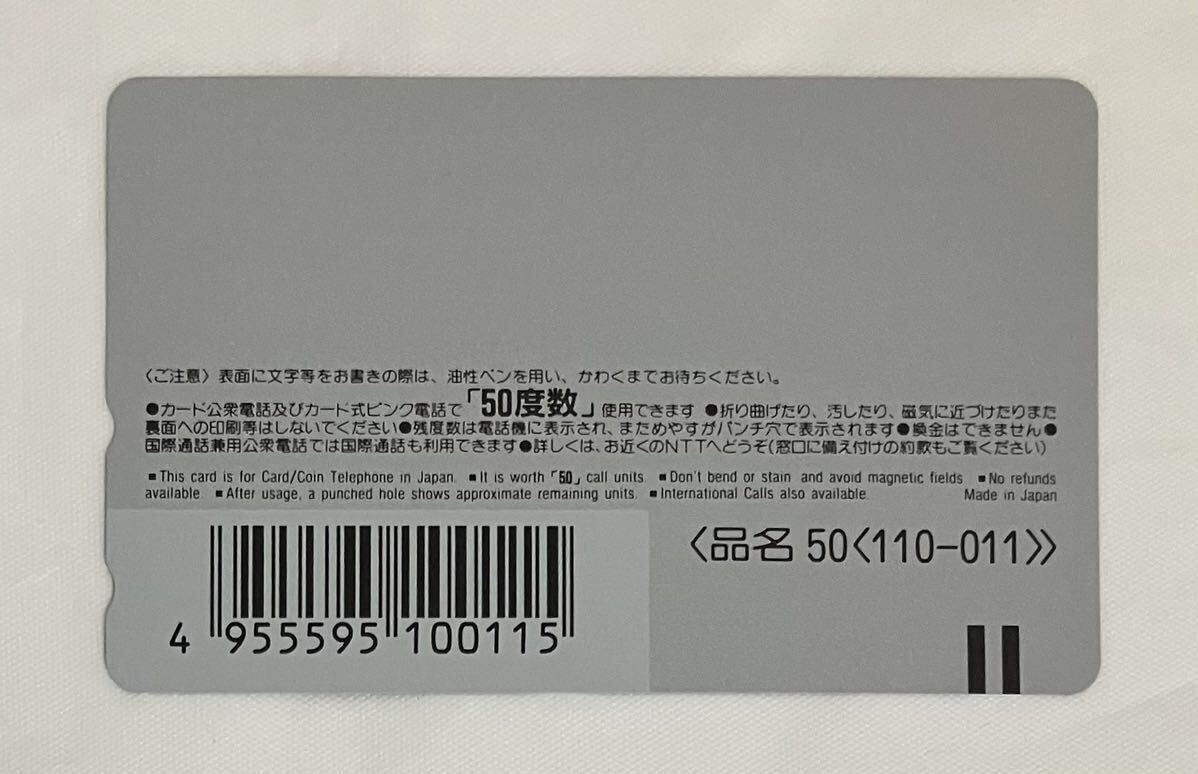 〈ご注意〉表面に文字等をお書きの際は、油性ペンを用い、かわくまでお待ちください。
●カード公衆電話及びカード式ピンク電話で「50度数」使用できます ●折り曲げたり、汚したり、磁気に近づけたりまた
裏面への印刷等はしないでください●残度数は電話機に表示され、まためやすがパンチ穴で表示されます●換金はできません●
国際通話兼用公衆電話では国際通話も利用できます●詳しくは、お近くのNTTへどうぞ(窓口に備え付けの約款もご覧ください)
■This card is for Card/Coin Telephone in Japan. ■It is worth「50」call units. ■Don't bend or stain and avoid magnetic fields ■No refunds
available. ■After usage, a punched hole shows approximate remaining units. ■International Calls also available.
Made in Japan
〈品名 50〈110-011〉〉
4 955595 100115